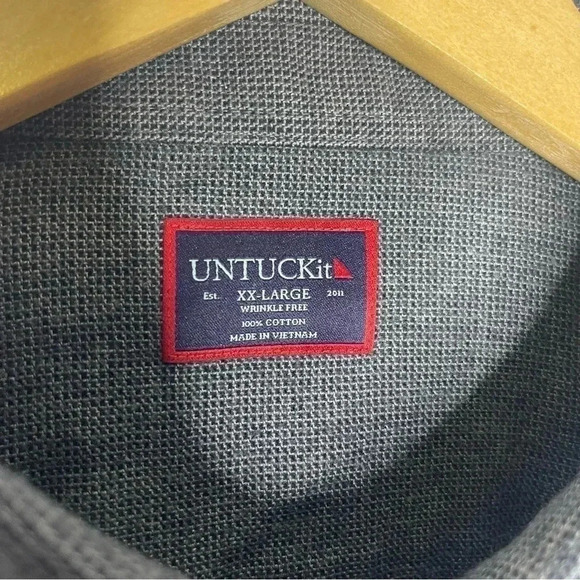 UNTUCKit
Est. XX-LARGE 2011
WRINKLE FREE
100% COTTON
MADE IN VIETNAM